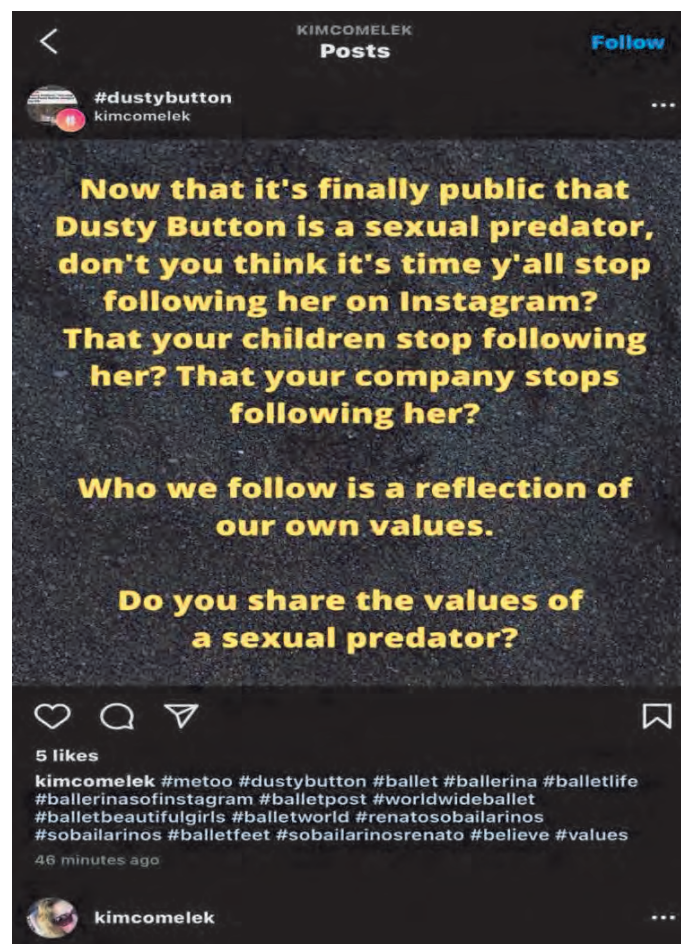 KIMCOMELEK
Posts
Follow
#dustybutton
kimcomelek
Now that it's finally public that
Dusty Button is a sexual predator,
don't you think it's time y'all stop
following her on Instagram?
That your children stop following
her? That your company stops
following her?
Who we follow is a reflection of
our own values.
Do you share the values of
a sexual predator?
5 likes
kimcomelek #metoo #dustybutton #ballet #ballerina #balletlife
#ballerinasofinstagram #balletpost #worldwideballet
#balletbeautifulgirls #balletworld #renatosobailarinos
#sobailarinos #balletfeet #sobailarinosrenato #believe #values
46 minutes ago
kimcomelek